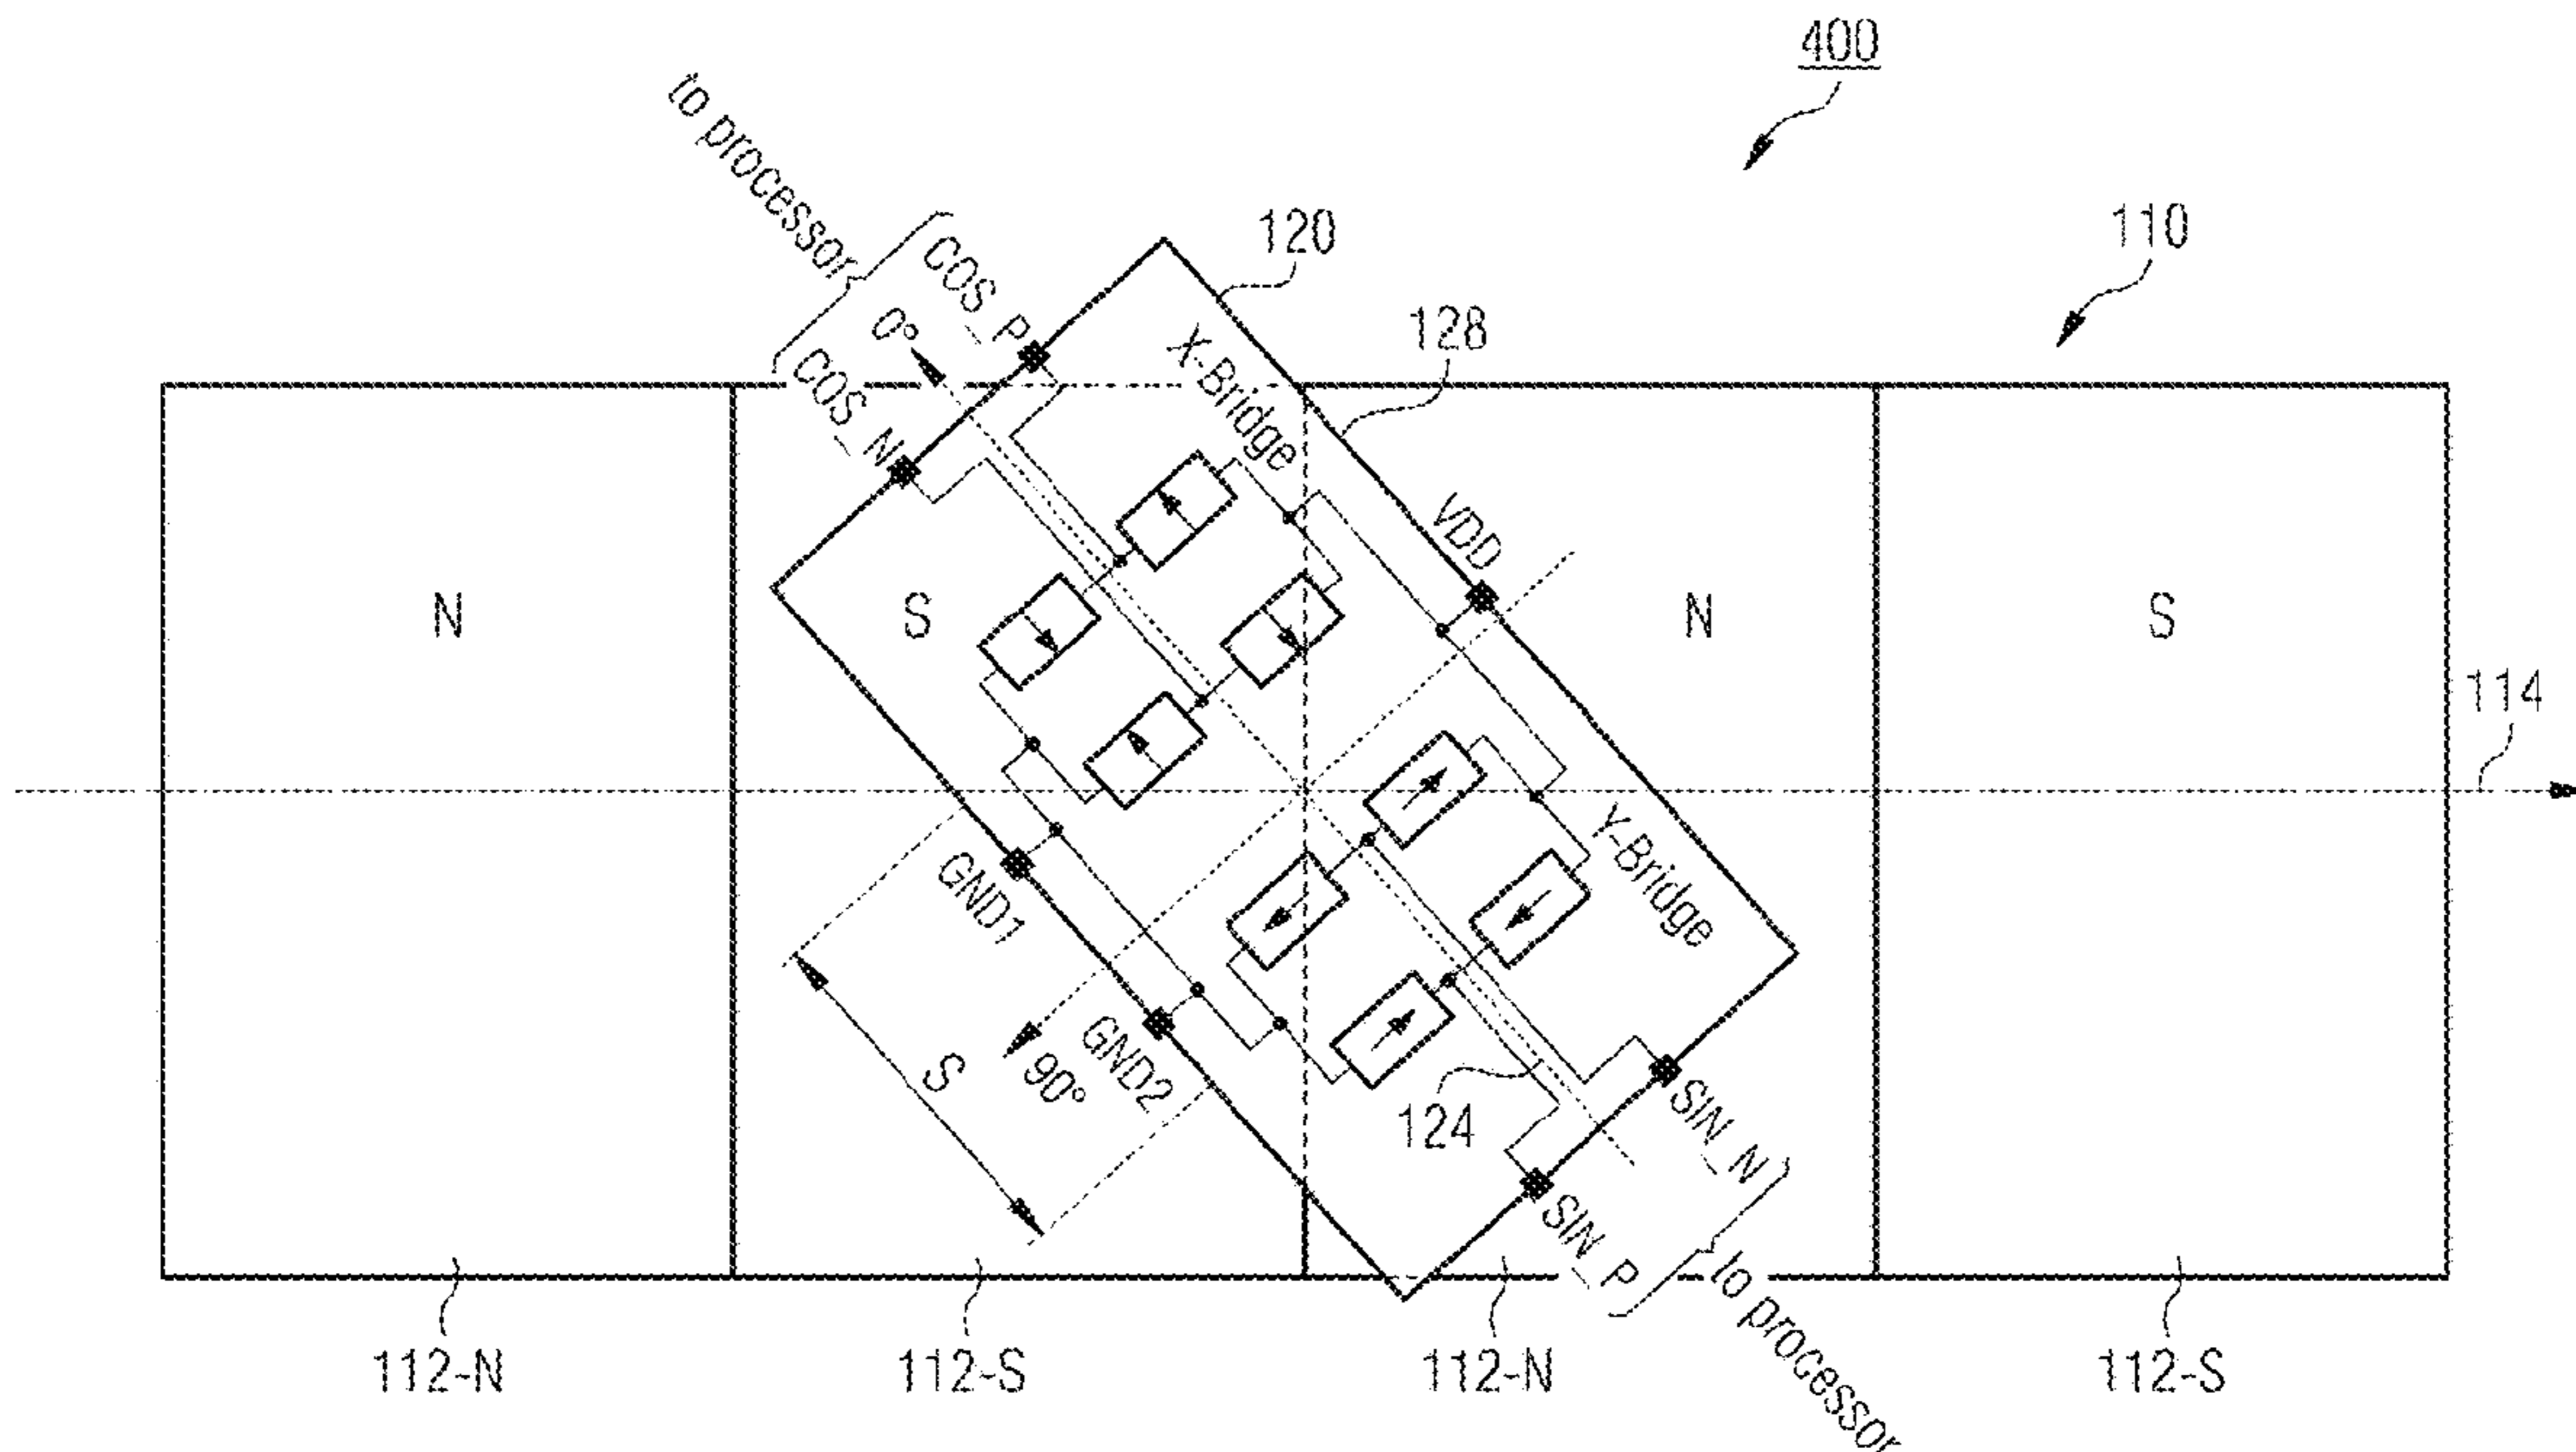 400
to processor
120
110
COS_P
0°
COS_N
128
X-Bridge
VDD
N
S
N
S
114
Y-Bridge
GND1
GND2
90°
S
124
SIN_N
SIN_P
to processor
112-N
112-S
112-N
112-S